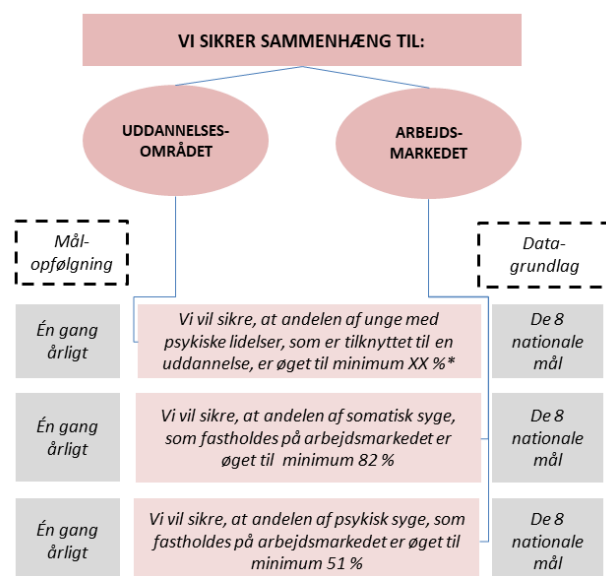 VI SIKRER SAMMENHÆNG TIL:
UDDANNELSES-
OMRÅDET
ARBEJDS-
MARKEDET
Mål-
opfølgning
Data-
grundlag
Én gang
årligt
Vi vil sikre, at andelen af unge med
psykiske lidelser, som er tilknyttet til en
uddannelse, er øget til minimum XX %*
De 8
nationale
mål
Én gang
årligt
Vi vil sikre, at andelen af somatisk syge,
som fastholdes på arbejdsmarkedet er
øget til minimum 82 %
De 8
nationale
mål
Én gang
årligt
Vi vil sikre, at andelen af psykisk syge, som
fastholdes på arbejdsmarkedet er øget til
minimum 51 %
De 8
nationale
mål